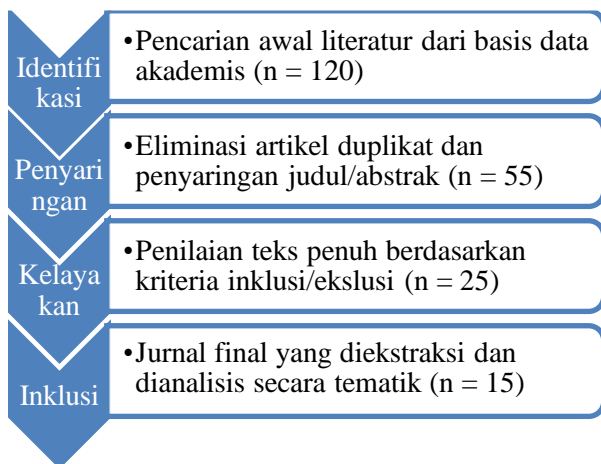 Identifi
kasi
•Pencarian awal literatur dari basis data
akademis (n = 120)
Penyari
ngan
•Eliminasi artikel duplikat dan
penyaringan judul/abstrak (n = 55)
Kelaya
kan
•Penilaian teks penuh berdasarkan
kriteria inklusi/ekslusi (n = 25)
Inklusi
•Jurnal final yang diekstraksi dan
dianalisis secara tematik (n = 15)